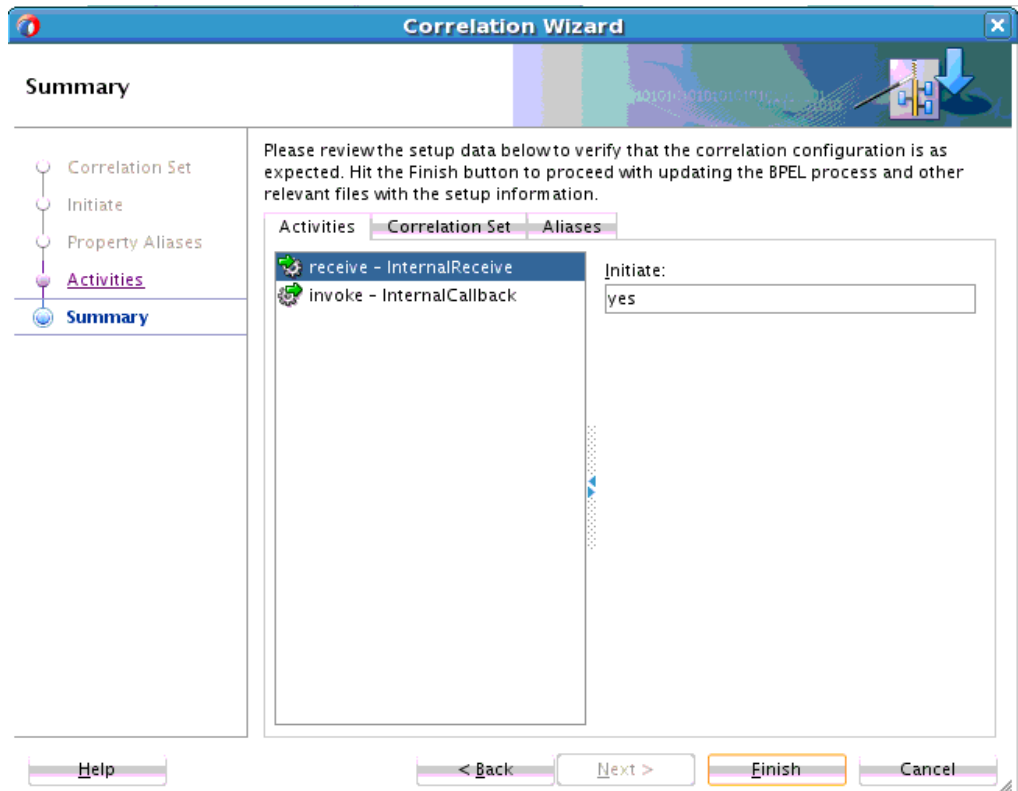 Correlation Wizard
Summary
Correlation Set
Initiate
Property Aliases
Activities
Summary
Please review the setup data below to verify that the correlation configuration is as
expected. Hit the Finish button to proceed with updating the BPEL process and other
relevant files with the setup information.
Activities Correlation Set Aliases
receive - InternalReceive
invoke - InternalCallback
Initiate:
yes
Help < Back Next > Finish Cancel